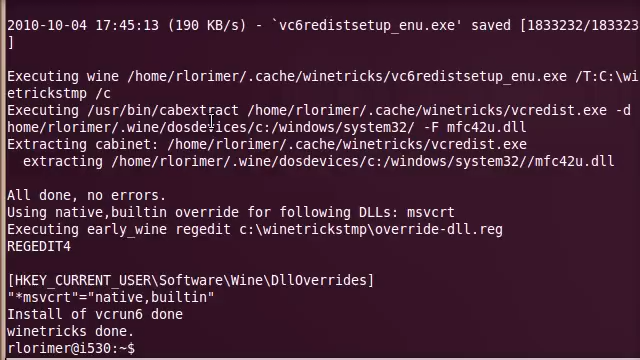 2010-10-04 17:45:13 (190 KB/s) - `vc6redistsetup_enu.exe' saved [1833232/183323
]
Executing wine /home/rlorimer/.cache/winetricks/vc6redistsetup_enu.exe /T:C:\wi
etrickstmp /c
Executing /usr/bin/cabextract /home/rlorimer/.cache/winetricks/vcredist.exe -d
home/rlorimer/.wine/dosdevices/c:/windows/system32/ -F mfc42u.dll
Extracting cabinet: /home/rlorimer/.cache/winetricks/vcredist.exe
  extracting /home/rlorimer/.wine/dosdevices/c:/windows/system32//mfc42u.dll
All done, no errors.
Using native,builtin override for following DLLs: msvcrt
Executing early_wine regedit c:\winetrickstmp\override-dll.reg
REGEDIT4
[HKEY_CURRENT_USER\Software\Wine\DllOverrides]
"*msvcrt"="native,builtin"
Install of vcrun6 done
winetricks done.
rlorimer@i530:~$